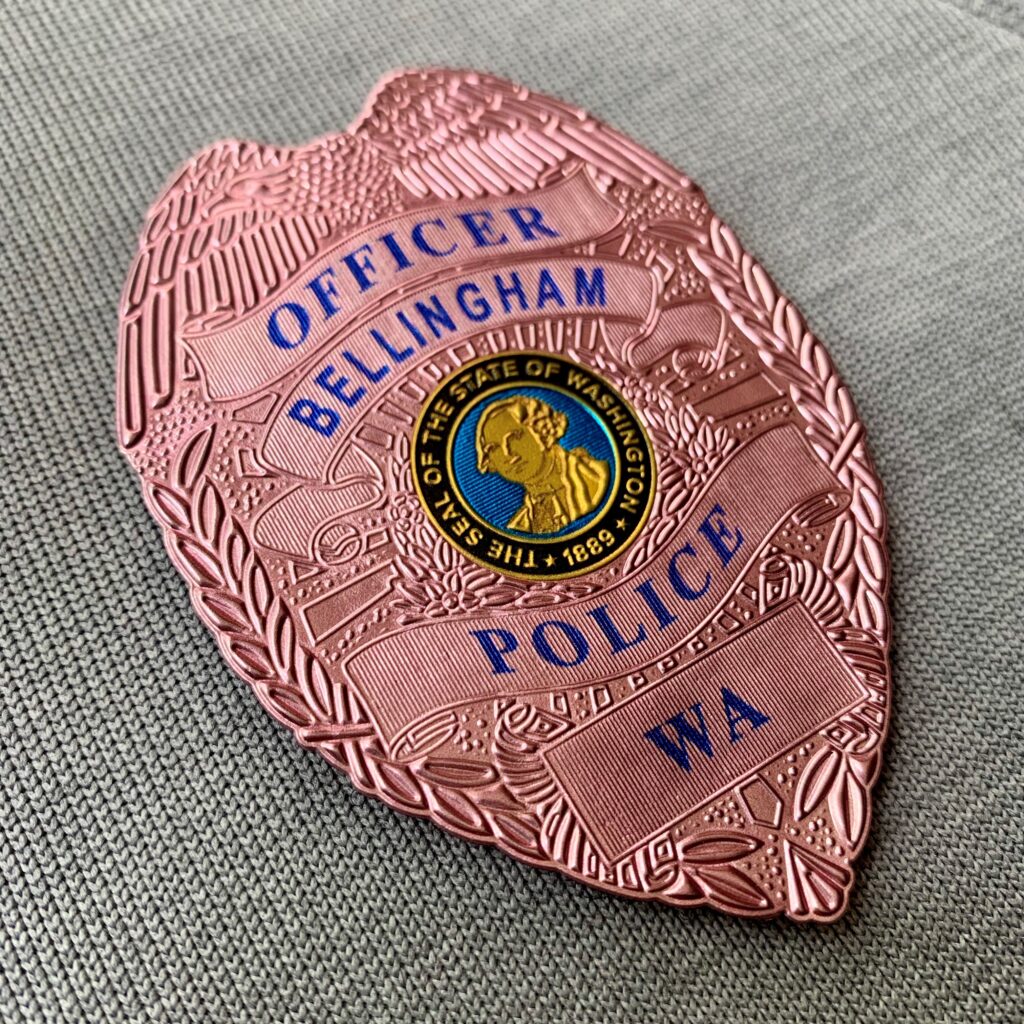 OFFICER
BELLINGHAM
THE SEAL OF THE STATE OF WASHINGTON
★ 1889 ★
POLICE
WA